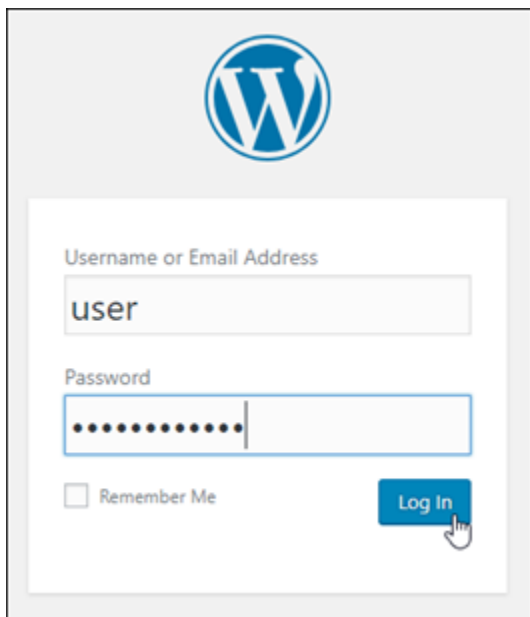 W
Username or Email Address
user
Password
••••••••••••
Remember Me
Log In